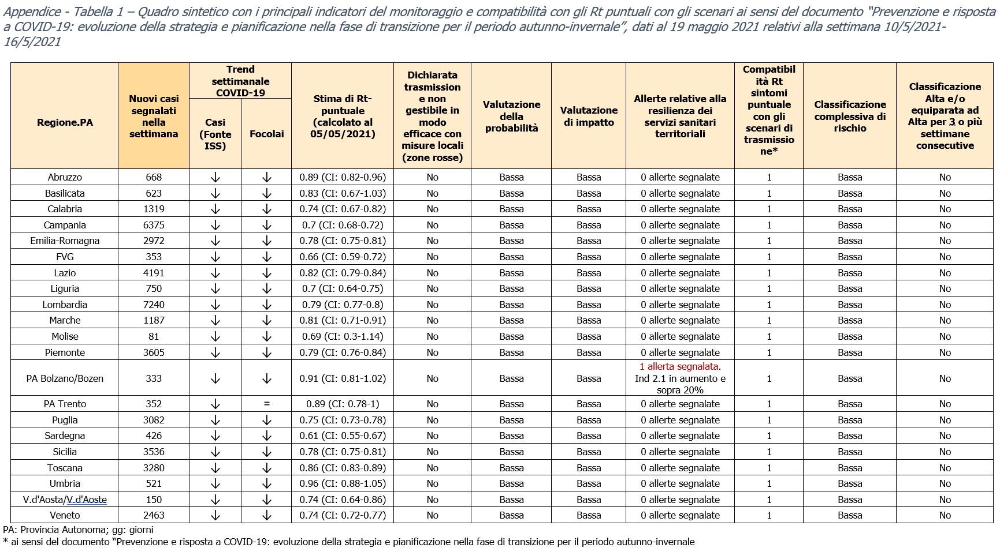 Appendice - Tabella 1 – Quadro sintetico con i principali indicatori del monitoraggio e compatibilità con gli Rt puntuali con gli scenari ai sensi del documento “Prevenzione e risposta
a COVID-19: evoluzione della strategia e pianificazione nella fase di transizione per il periodo autunno-invernale”, dati al 19 maggio 2021 relativi alla settimana 10/5/2021-
16/5/2021
Regione.PA
Nuovi casi
segnalati
nella
settimana
Trend
settimanale
COVID-19
Casi
(Fonte
ISS)
Focolai
Stima di Rt-
puntuale
(calcolato al
05/05/2021)
Dichiarata
trasmission
e non
gestibile in
modo
efficace con
misure locali
(zone rosse)
Valutazione
della
probabilità
Valutazione
di impatto
Allerte relative alla
resilienza dei
servizi sanitari
territoriali
Compatibil
ità Rt
sintomi
puntuale
con gli
scenari di
trasmissio
ne*
Classificazione
complessiva di
rischio
Classificazione
Alta e/o
equiparata ad
Alta per 3 o più
settimane
consecutive
Abruzzo 668 ↓ ↓ 0.89 (CI: 0.82-0.96) No Bassa Bassa 0 allerte segnalate 1 Bassa No
Basilicata 623 ↓ ↓ 0.83 (CI: 0.67-1.03) No Bassa Bassa 0 allerte segnalate 1 Bassa No
Calabria 1319 ↓ ↓ 0.74 (CI: 0.67-0.82) No Bassa Bassa 0 allerte segnalate 1 Bassa No
Campania 6375 ↓ ↓ 0.7 (CI: 0.68-0.72) No Bassa Bassa 0 allerte segnalate 1 Bassa No
Emilia-Romagna 2972 ↓ ↓ 0.78 (CI: 0.75-0.81) No Bassa Bassa 0 allerte segnalate 1 Bassa No
FVG 353 ↓ ↓ 0.66 (CI: 0.59-0.72) No Bassa Bassa 0 allerte segnalate 1 Bassa No
Lazio 4191 ↓ ↓ 0.82 (CI: 0.79-0.84) No Bassa Bassa 0 allerte segnalate 1 Bassa No
Liguria 750 ↓ ↓ 0.7 (CI: 0.64-0.75) No Bassa Bassa 0 allerte segnalate 1 Bassa No
Lombardia 7240 ↓ ↓ 0.79 (CI: 0.77-0.8) No Bassa Bassa 0 allerte segnalate 1 Bassa No
Marche 1187 ↓ ↓ 0.81 (CI: 0.71-0.91) No Bassa Bassa 0 allerte segnalate 1 Bassa No
Molise 81 ↓ ↓ 0.69 (CI: 0.3-1.14) No Bassa Bassa 0 allerte segnalate 1 Bassa No
Piemonte 3605 ↓ ↓ 0.79 (CI: 0.76-0.84) No Bassa Bassa 0 allerte segnalate 1 Bassa No
PA Bolzano/Bozen 333 ↓ ↓ 0.91 (CI: 0.81-1.02) No Bassa Bassa
1 allerta segnalata.
Ind 2.1 in aumento e
sopra 20%
1 Bassa No
PA Trento 352 ↓ = 0.89 (CI: 0.78-1) No Bassa Bassa 0 allerte segnalate 1 Bassa No
Puglia 3082 ↓ ↓ 0.75 (CI: 0.73-0.78) No Bassa Bassa 0 allerte segnalate 1 Bassa No
Sardegna 426 ↓ ↓ 0.61 (CI: 0.55-0.67) No Bassa Bassa 0 allerte segnalate 1 Bassa No
Sicilia 3536 ↓ ↓ 0.78 (CI: 0.75-0.81) No Bassa Bassa 0 allerte segnalate 1 Bassa No
Toscana 3280 ↓ ↓ 0.86 (CI: 0.83-0.89) No Bassa Bassa 0 allerte segnalate 1 Bassa No
Umbria 521 ↓ ↓ 0.96 (CI: 0.88-1.05) No Bassa Bassa 0 allerte segnalate 1 Bassa No
V.d'Aosta/V.d'Aoste 150 ↓ ↓ 0.74 (CI: 0.64-0.86) No Bassa Bassa 0 allerte segnalate 1 Bassa No
Veneto 2463 ↓ ↓ 0.74 (CI: 0.72-0.77) No Bassa Bassa 0 allerte segnalate 1 Bassa No
PA: Provincia Autonoma; gg: giorni
* ai sensi del documento “Prevenzione e risposta a COVID-19: evoluzione della strategia e pianificazione nella fase di transizione per il periodo autunno-invernale